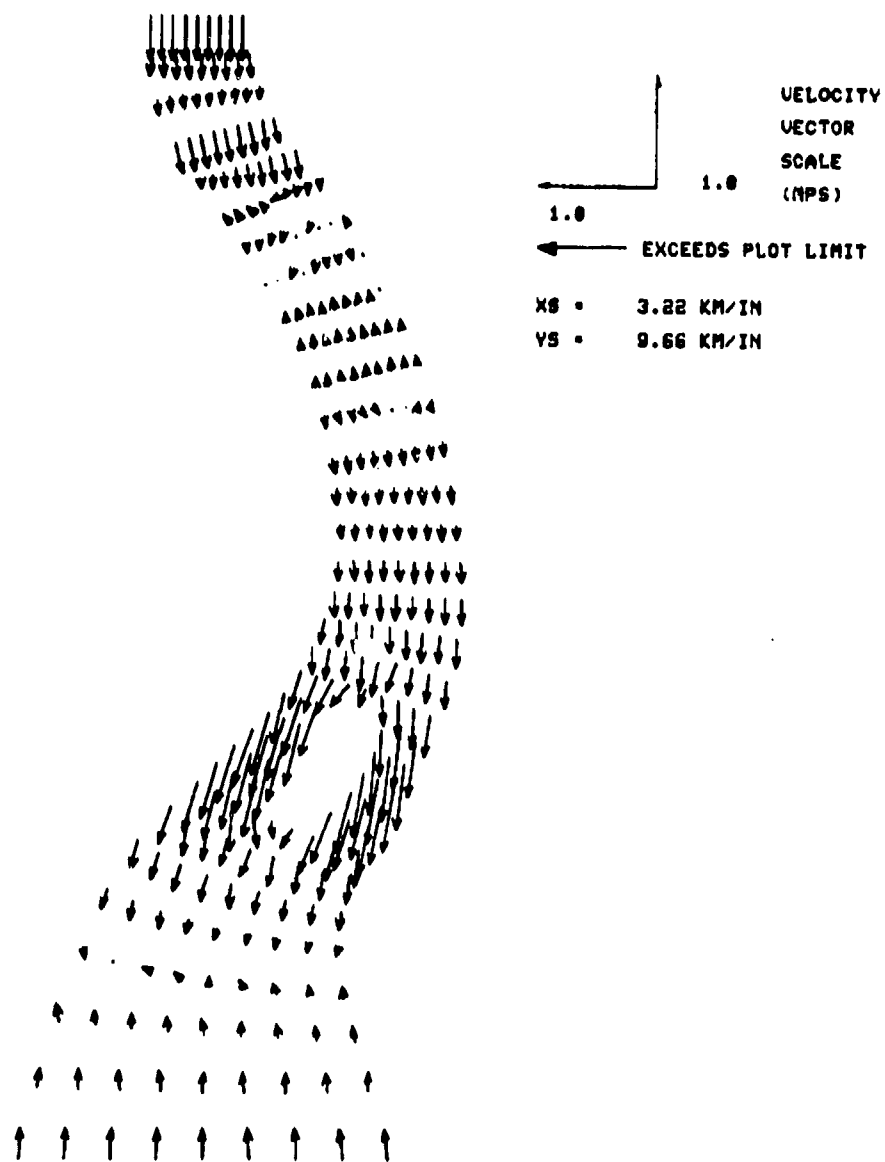 VELOCITY
VECTOR
SCALE
(MPS)
1.0
1.0
EXCEEDS PLOT LIMIT
XS = 3.22 KM/IN
YS = 9.66 KM/IN